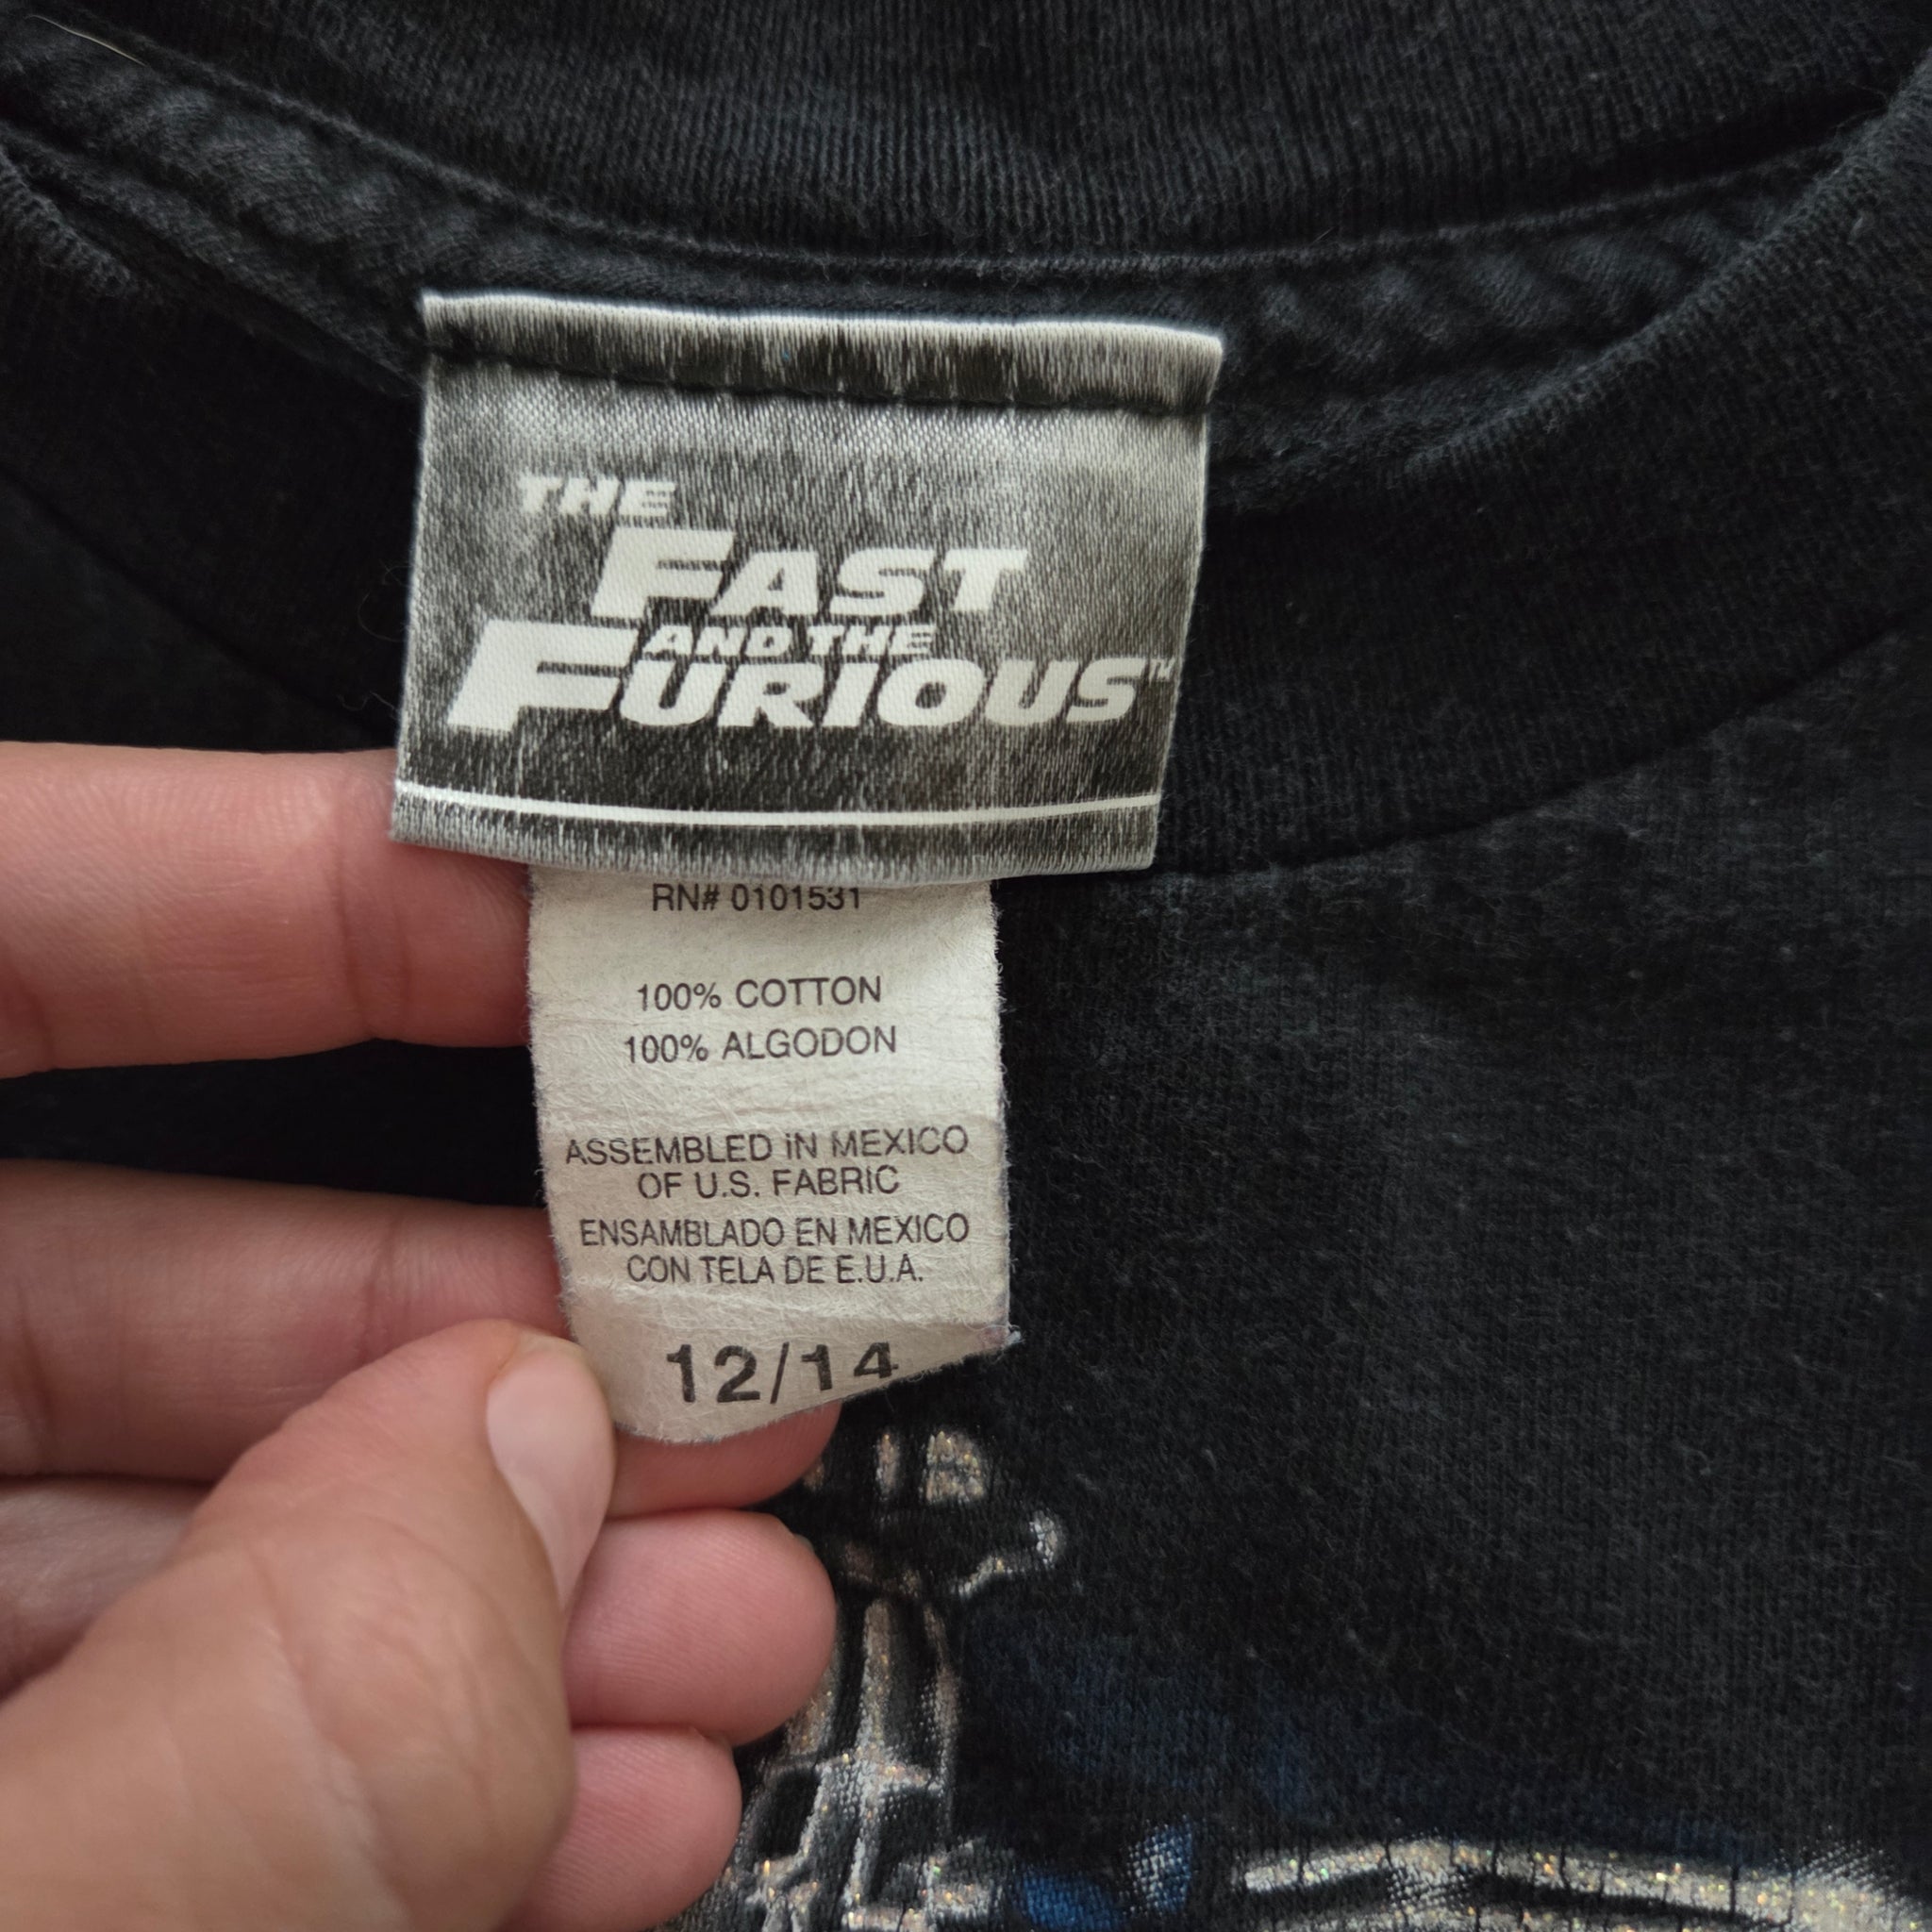 THE
FAST
AND THE
FURIOUS™
RN# 0101531
100% COTTON
100% ALGODON
ASSEMBLED IN MEXICO
OF U.S. FABRIC
ENSAMBLADO EN MEXICO
CON TELA DE E.U.A.
12/14